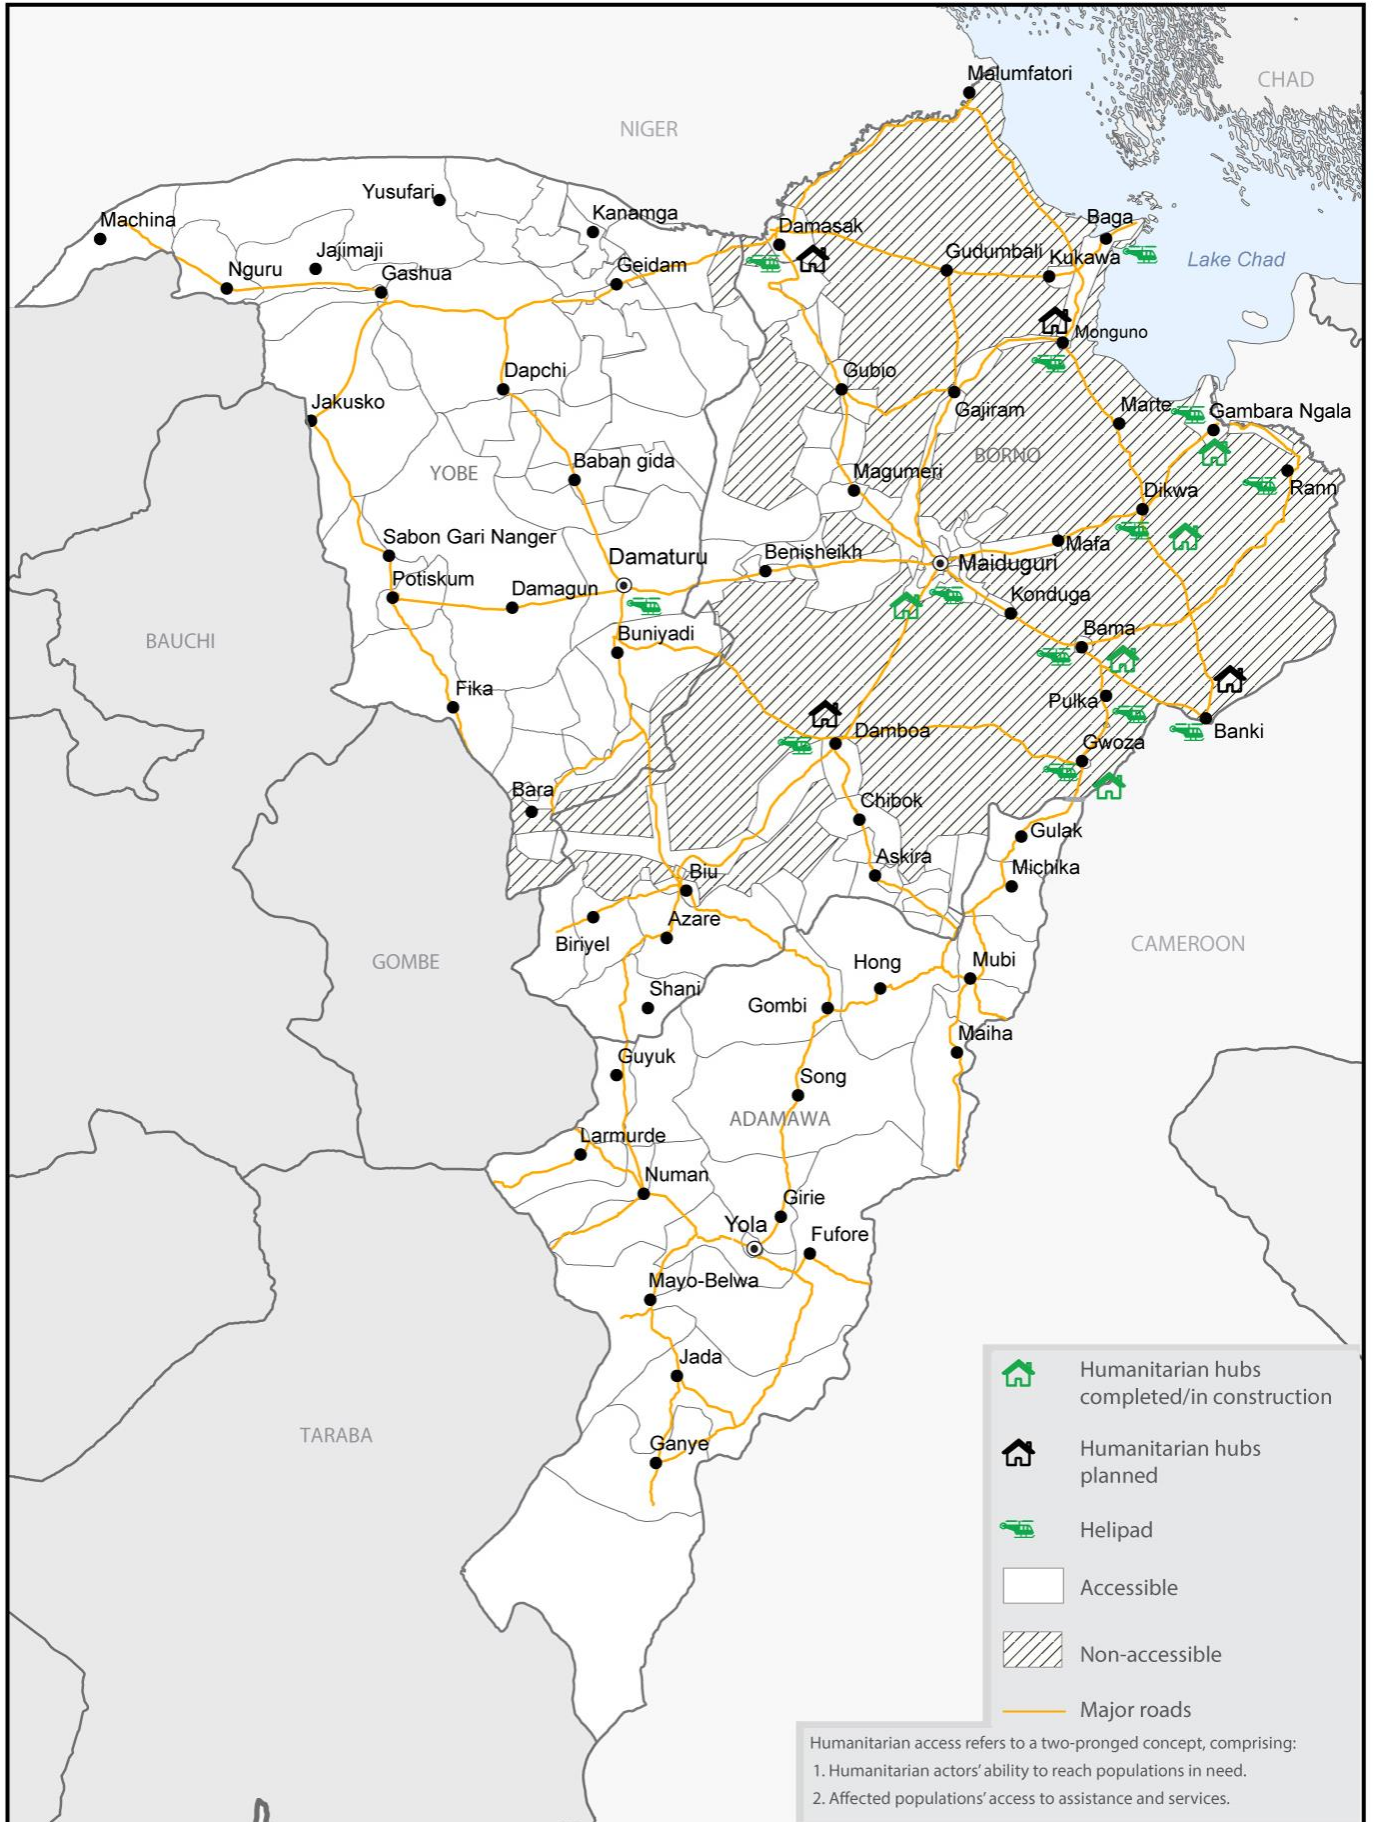 Malumfatori
CHAD
NIGER
Yusufari
Kanamga
Machina
Baga
Damasak
Jajimaji
Gudumbali
Kukawa
Lake Chad
Nguru
Gashua
Geidam
Monguno
Dapchi
Gubio
Jakusko
Gajiram
Marte
Gambara Ngala
YOBE
BORNO
Baban gida
Magumeri
Dikwa
Rann
Sabon Gari Nanger
Damaturu
Benisheikh
Mafa
Maiduguri
Potiskum
Damagun
Konduga
BAUCHI
Buniyadi
Bama
Fika
Pulka
Damboa
Banki
Gwoza
Bara
Chibok
Gulak
Askira
Michika
Biu
Azare
Biriyel
CAMEROON
GOMBE
Hong
Mubi
Shani
Gombi
Maiha
Guyuk
Song
ADAMAWA
Larmurde
Numan
Girie
Yola
Fufore
Mayo-Belwa
Jada
TARABA
Ganye
Humanitarian hubs
completed/in construction
Humanitarian hubs
planned
Helipad
Accessible
Non-accessible
Major roads
Humanitarian access refers to a two-pronged concept, comprising:
1. Humanitarian actors' ability to reach populations in need.
2. Affected populations' access to assistance and services.